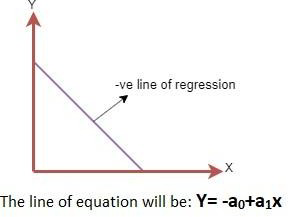 Y
-ve line of regression
X
The line of equation will be: Y= -a₀+a₁x